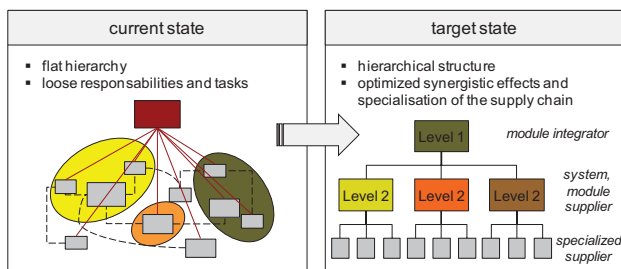 current state
▪ flat hierarchy
▪ loose responsabilities and tasks
target state
▪ hierarchical structure
▪ optimized synergistic effects and
specialisation of the supply chain
module integrator
Level 1
system,
module
supplier
Level 2 Level 2 Level 2
specialized
supplier